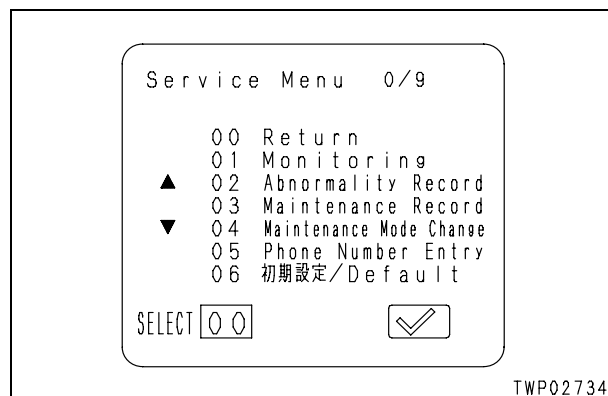 Service Menu 0/9
00 Return
01 Monitoring
▲ 02 Abnormality Record
03 Maintenance Record
▼ 04 Maintenance Mode Change
05 Phone Number Entry
06 初期設定/Default
SELECT 00
TWP02734